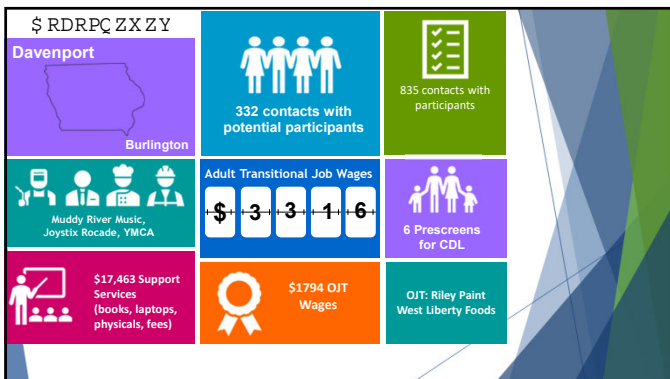 $ RDRPQ ZXZY
Davenport
Burlington
332 contacts with
potential participants
835 contacts with
participants
Muddy River Music,
Joystix Rocade, YMCA
Adult Transitional Job Wages
$ 3 3 1 6
6 Prescreens
for CDL
$17,463 Support
Services
(books, laptops,
physicals, fees)
$1794 OJT
Wages
OJT: Riley Paint
West Liberty Foods